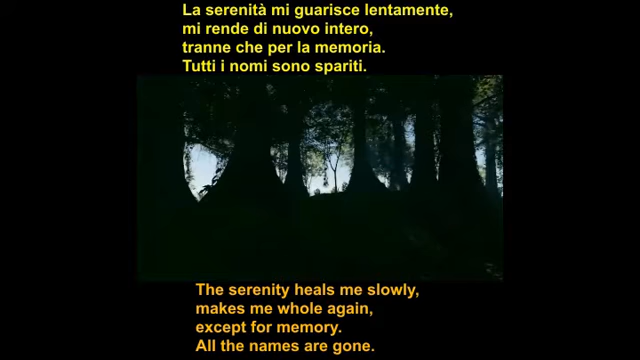 La serenità mi guarisce lentamente,
mi rende di nuovo intero,
tranne che per la memoria.
Tutti i nomi sono spariti.
The serenity heals me slowly,
makes me whole again,
except for memory.
All the names are gone.